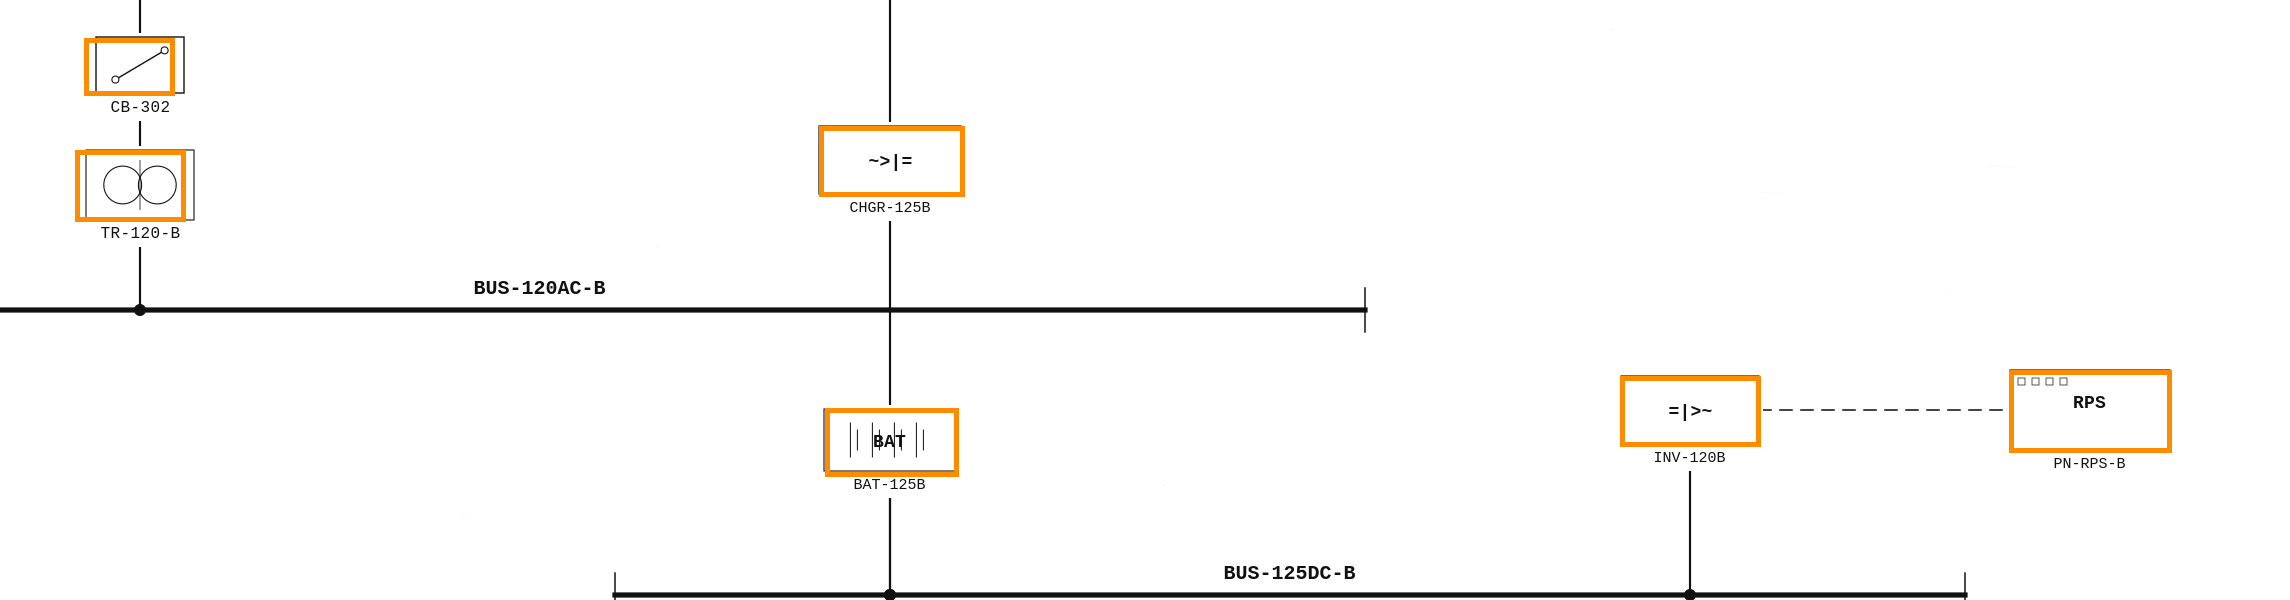 CB-302
~>|=
CHGR-125B
TR-120-B
BUS-120AC-B
=|>~
RPS
BAT
INV-120B
PN-RPS-B
BAT-125B
BUS-125DC-B